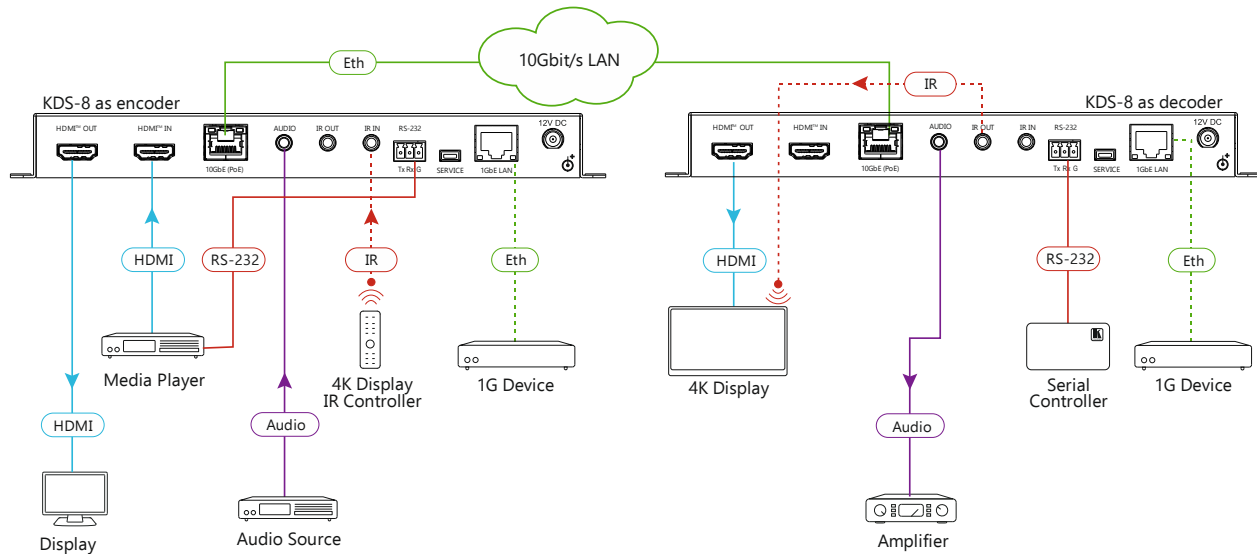 10Gbit/s LAN
Eth
IR
KDS-8 as encoder
HDMI™ OUT
HDMI™ IN
AUDIO
IR OUT
IR IN
RS-232
12V DC
10GbE (PoE)
Tx Rx G
SERVICE
1GbE LAN
KDS-8 as decoder
HDMI™ OUT
HDMI™ IN
AUDIO
IR OUT
IR IN
RS-232
12V DC
10GbE (PoE)
Tx Rx G
SERVICE
1GbE LAN
HDMI
RS-232
IR
Eth
HDMI
RS-232
Eth
Media Player
4K Display
IR Controller
1G Device
4K Display
Serial
Controller
1G Device
HDMI
Audio
Audio
Display
Audio Source
Amplifier